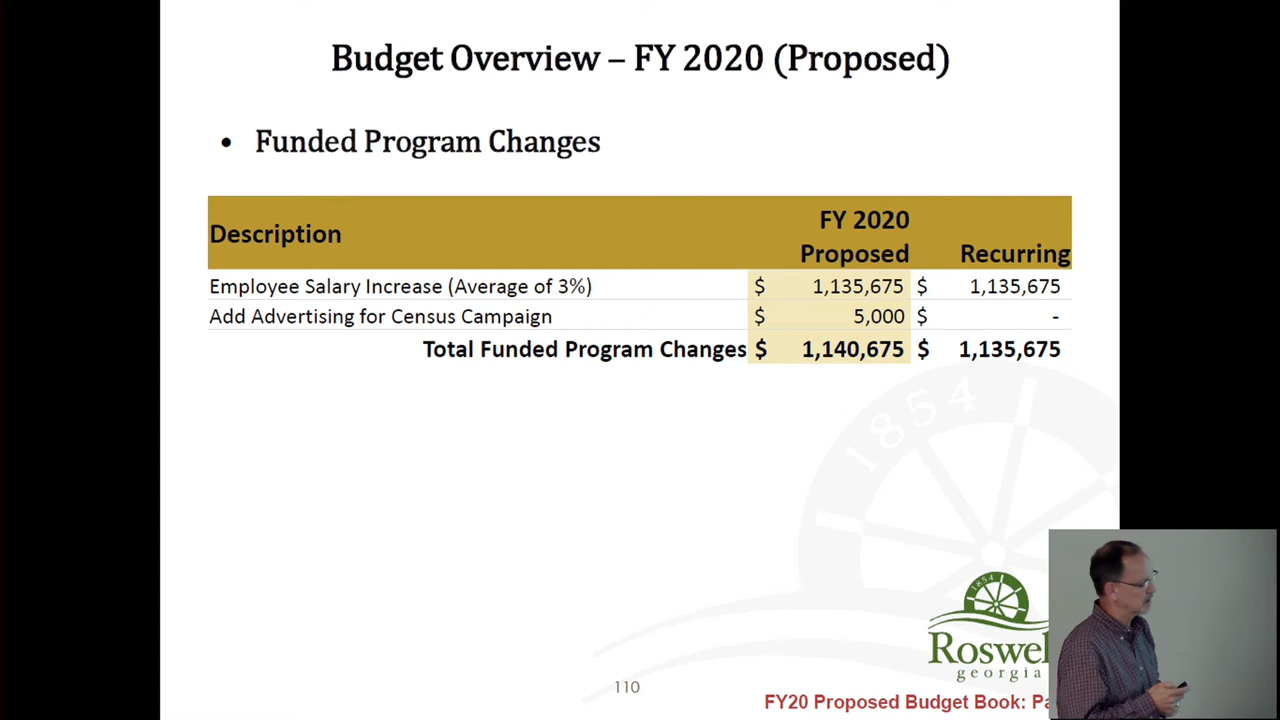 Budget Overview – FY 2020 (Proposed)
• Funded Program Changes
Description FY 2020 Proposed Recurring
Employee Salary Increase (Average of 3%) $ 1,135,675 $ 1,135,675
Add Advertising for Census Campaign $ 5,000 $ -
Total Funded Program Changes $ 1,140,675 $ 1,135,675
1854
1854
Roswel
georgia
110
FY20 Proposed Budget Book: Pa